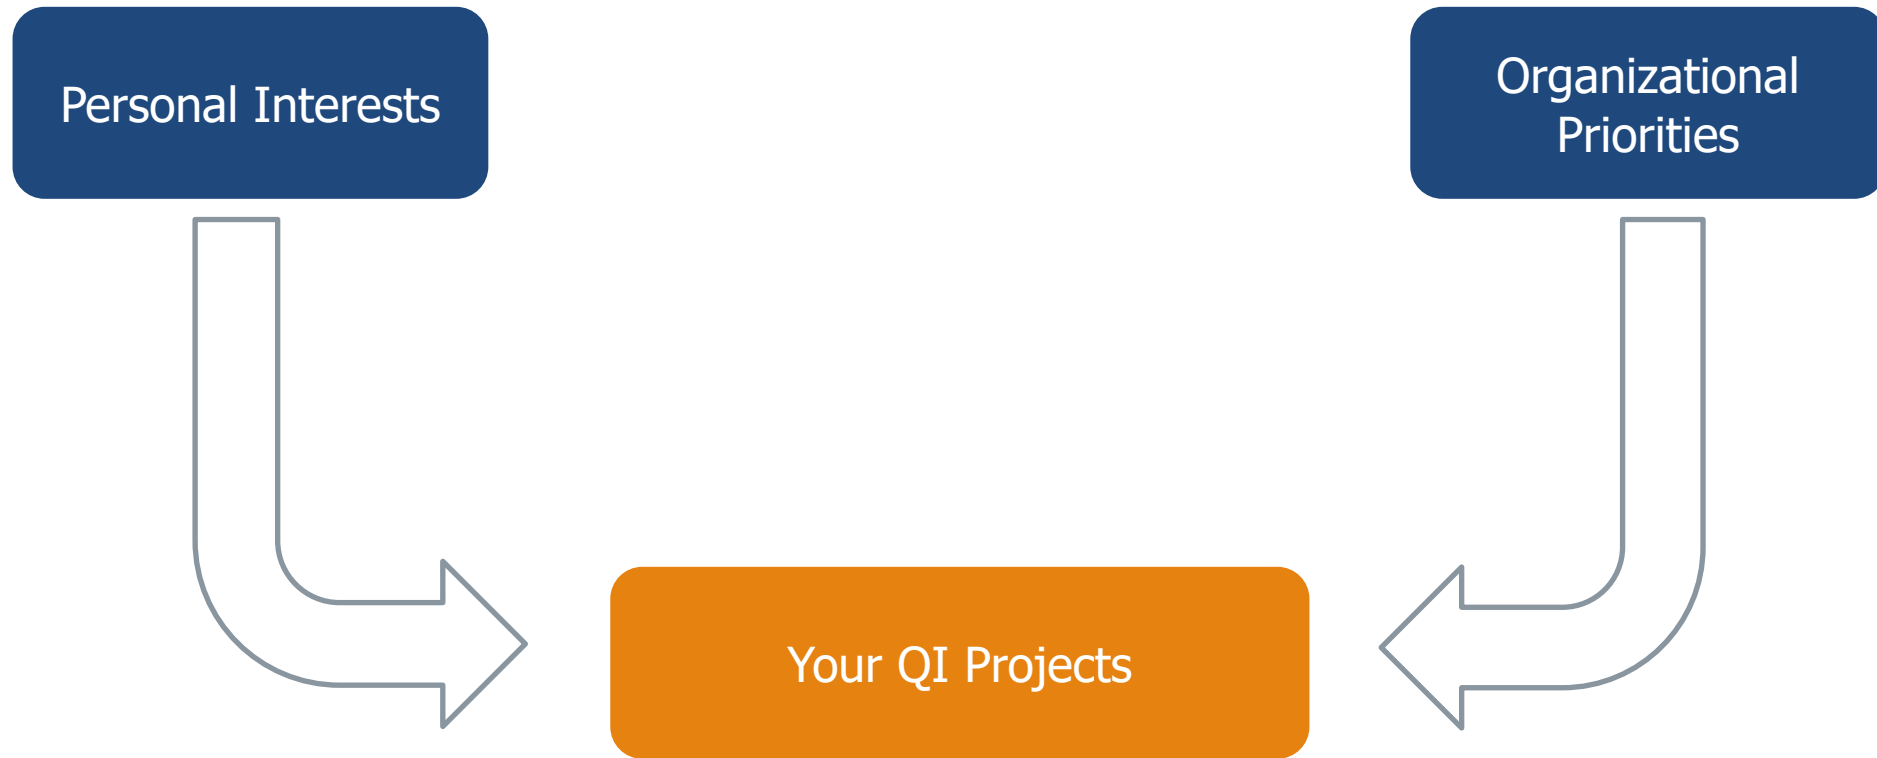 Personal Interests
Organizational
Priorities
Your QI Projects